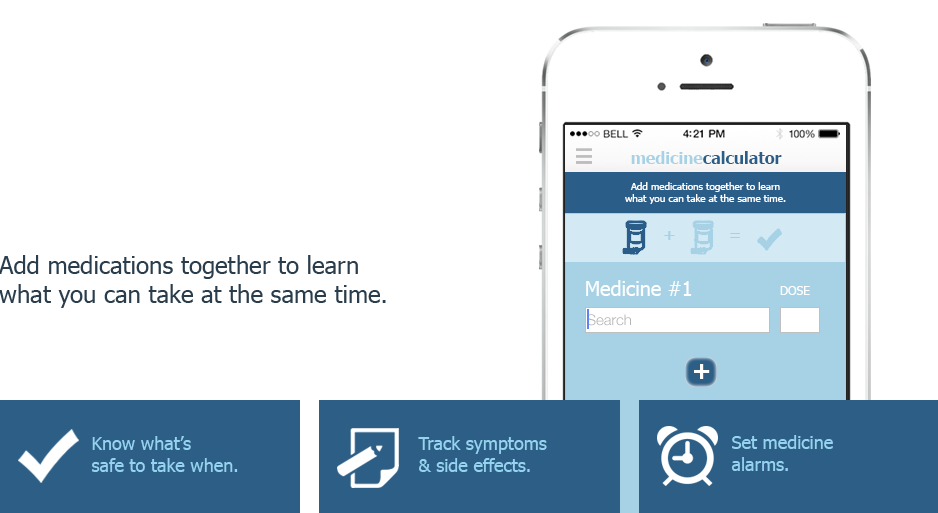 BELL 4:21 PM 100%
medicinecalculator
Add medications together to learn
what you can take at the same time.
+ =
Medicine #1 DOSE
Search
+
Add medications together to learn
what you can take at the same time.
Know what's
safe to take when.
Track symptoms
& side effects.
Set medicine
alarms.